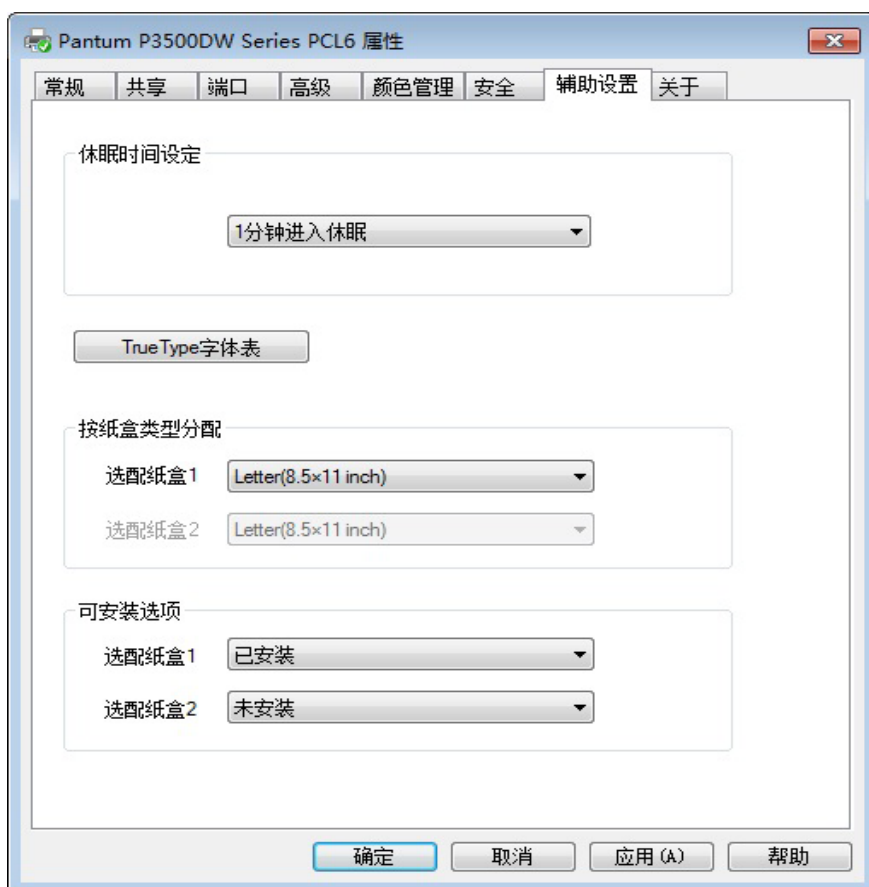 Pantum P3500DW Series PCL6 属性
常规 共享 端口 高级 颜色管理 安全 辅助设置 关于
休眠时间设定
1分钟进入休眠
TrueType字体表
按纸盒类型分配
选配纸盒1 Letter(8.5×11 inch)
选配纸盒2 Letter(8.5×11 inch)
可安装选项
选配纸盒1 已安装
选配纸盒2 未安装
确定 取消 应用(A) 帮助